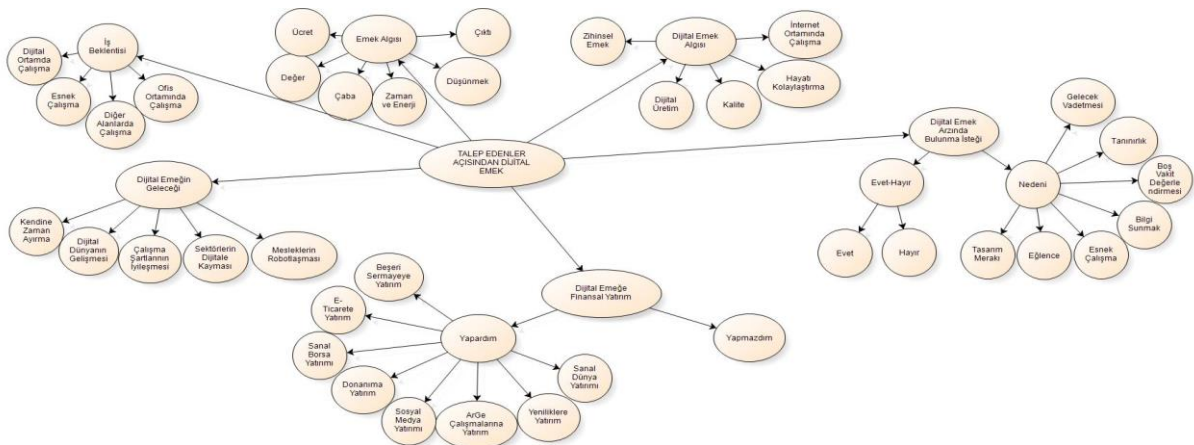 İş
Beklentisi
Dijital
Ortamda
Çalışma
Esnek
Çalışma
Diğer
Alanlarda
Çalışma
Ofis
Ortamında
Çalışma
Emek Algısı
Ücret
Değer
Çaba
Zaman
ve Enerji
Düşünmek
Çıktı
Dijital Emek
Algısı
Zihinsel
Emek
Dijital
Üretim
Kalite
Hayatı
Kolaylaştırma
İnternet
Ortamında
Çalışma
TALEP EDENLER
AÇISINDAN DİJİTAL
EMEK
Dijital Emek
Arzında
Bulunma İsteği
Evet-Hayır
Evet
Hayır
Nedeni
Gelecek
Vadetmesi
Tanınırlık
Boş
Vakit
Değerle
ndirmesi
Bilgi
Sunmak
Esnek
Çalışma
Eğlence
Tasarım
Merakı
Dijital Emeğin
Geleceği
Kendine
Zaman
Ayırma
Dijital
Dünyanın
Gelişmesi
Çalışma
Şartlarının
İyileşmesi
Sektörlerin
Dijitale
Kayması
Mesleklerin
Robotlaşması
Dijital Emeğe
Finansal Yatırım
Yapardım
Yapmazdım
Beşeri
Sermayeye
Yatırım
E-
Ticarete
Yatırım
Sanal
Borsa
Yatırımı
Donanıma
Yatırım
Sosyal
Medya
Yatırımı
ArGe
Çalışmalarına
Yatırım
Yeniliklere
Yatırım
Sanal
Dünya
Yatırımı